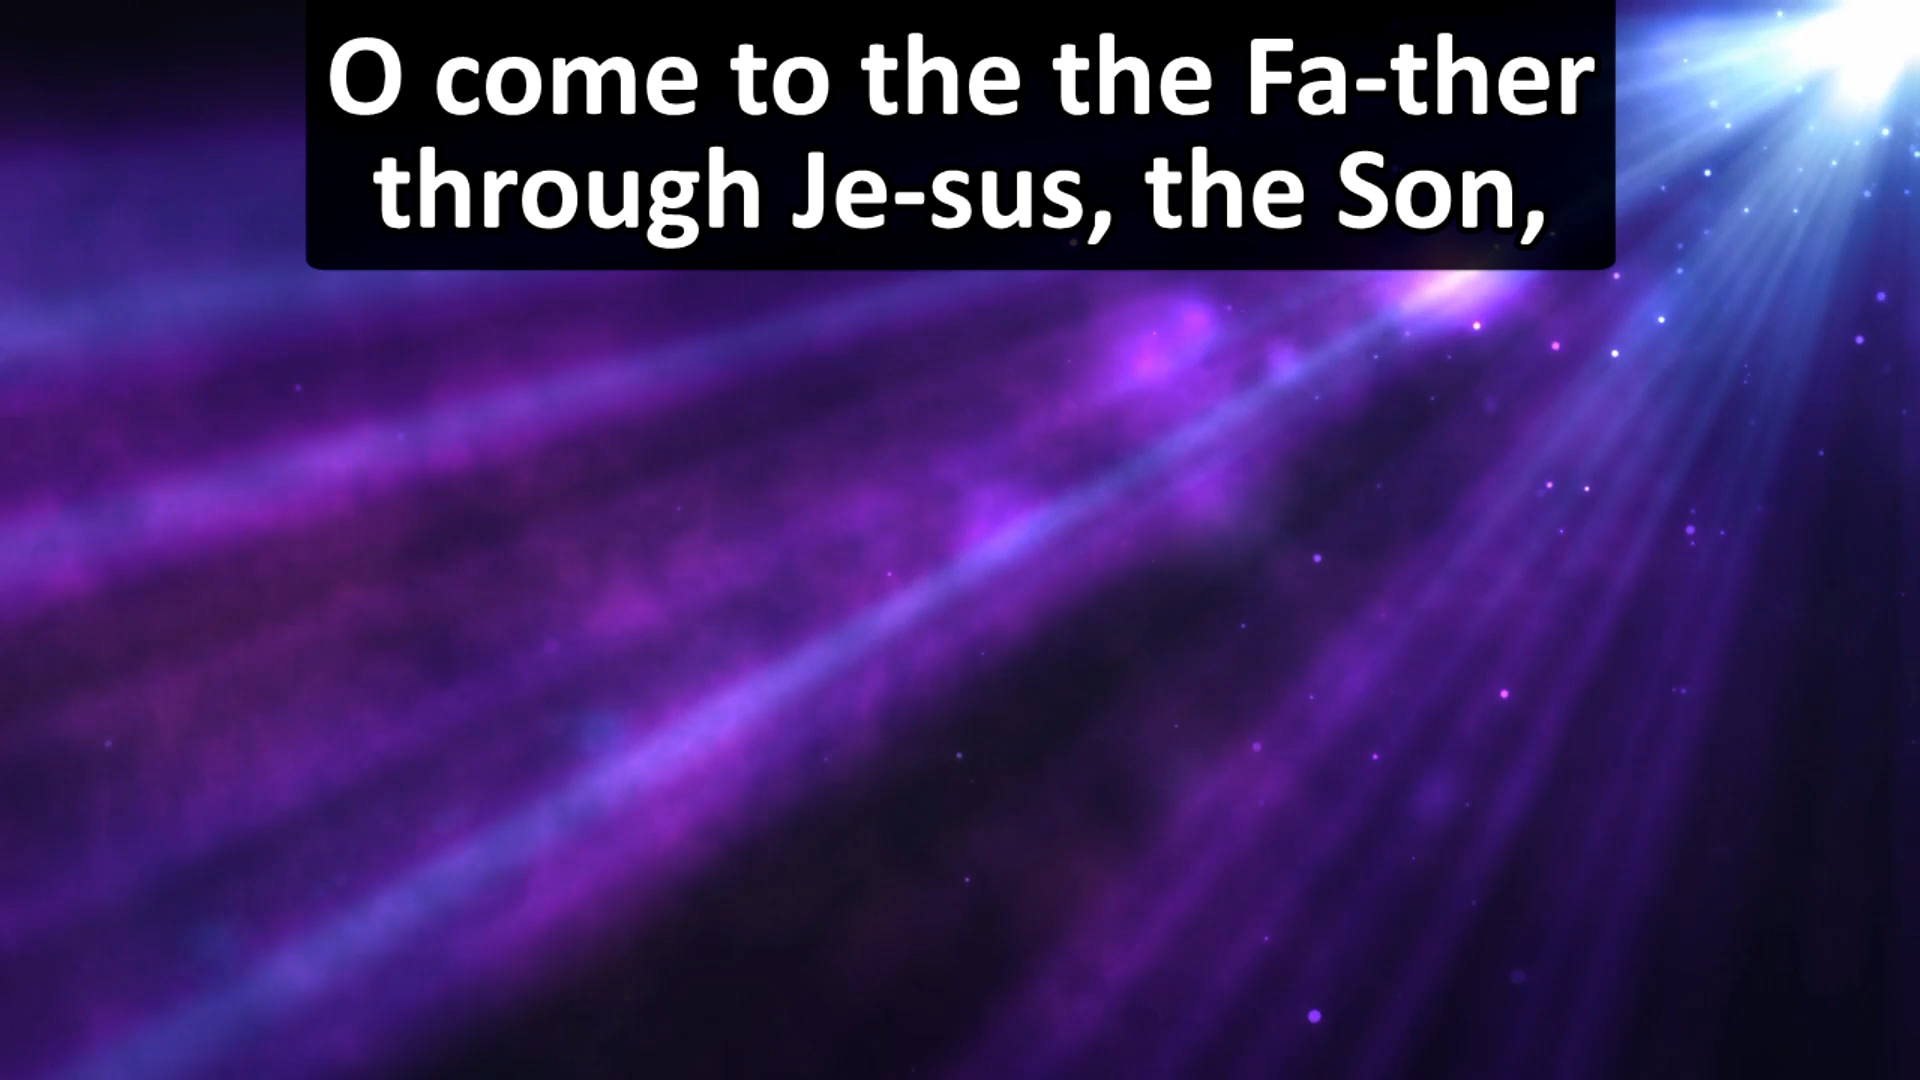 O come to the the Fa-ther
through Je-sus, the Son,